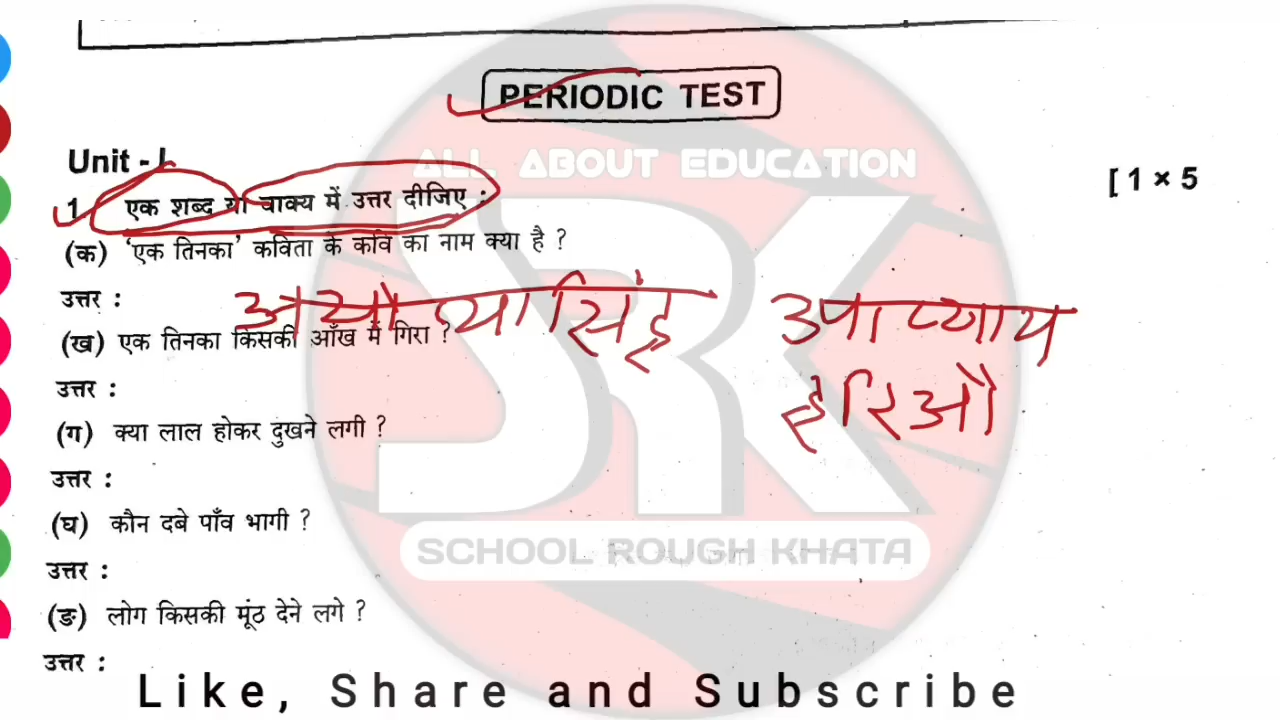 PERIODIC TEST
ALL ABOUT EDUCATION
Unit - I
[ 1 × 5
1 एक शब्द या वाक्य में उत्तर दीजिए :
(क) 'एक तिनका' कविता के कवि का नाम क्या है ?
उत्तर : अयोध्यासिंह उपाध्याय
हरिऔ
(ख) एक तिनका किसकी आँख में गिरा ?
उत्तर :
(ग) क्या लाल होकर दुखने लगी ?
उत्तर :
(घ) कौन दबे पाँव भागी ?
SRK
SCHOOL ROUGH KHATA
उत्तर :
(ङ) लोग किसकी मूंठ देने लगे ?
उत्तर :
Like, Share and Subscribe